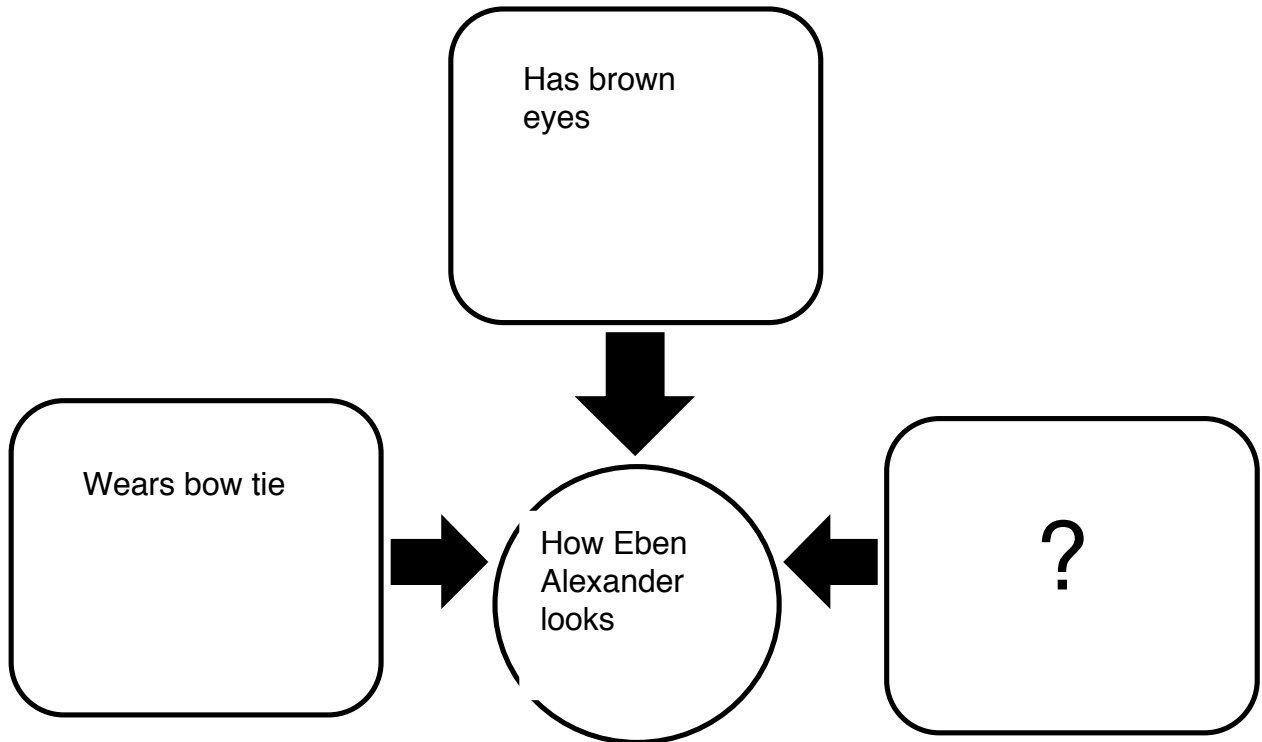 Has brown
eyes
Wears bow tie
How Eben
Alexander
looks
?